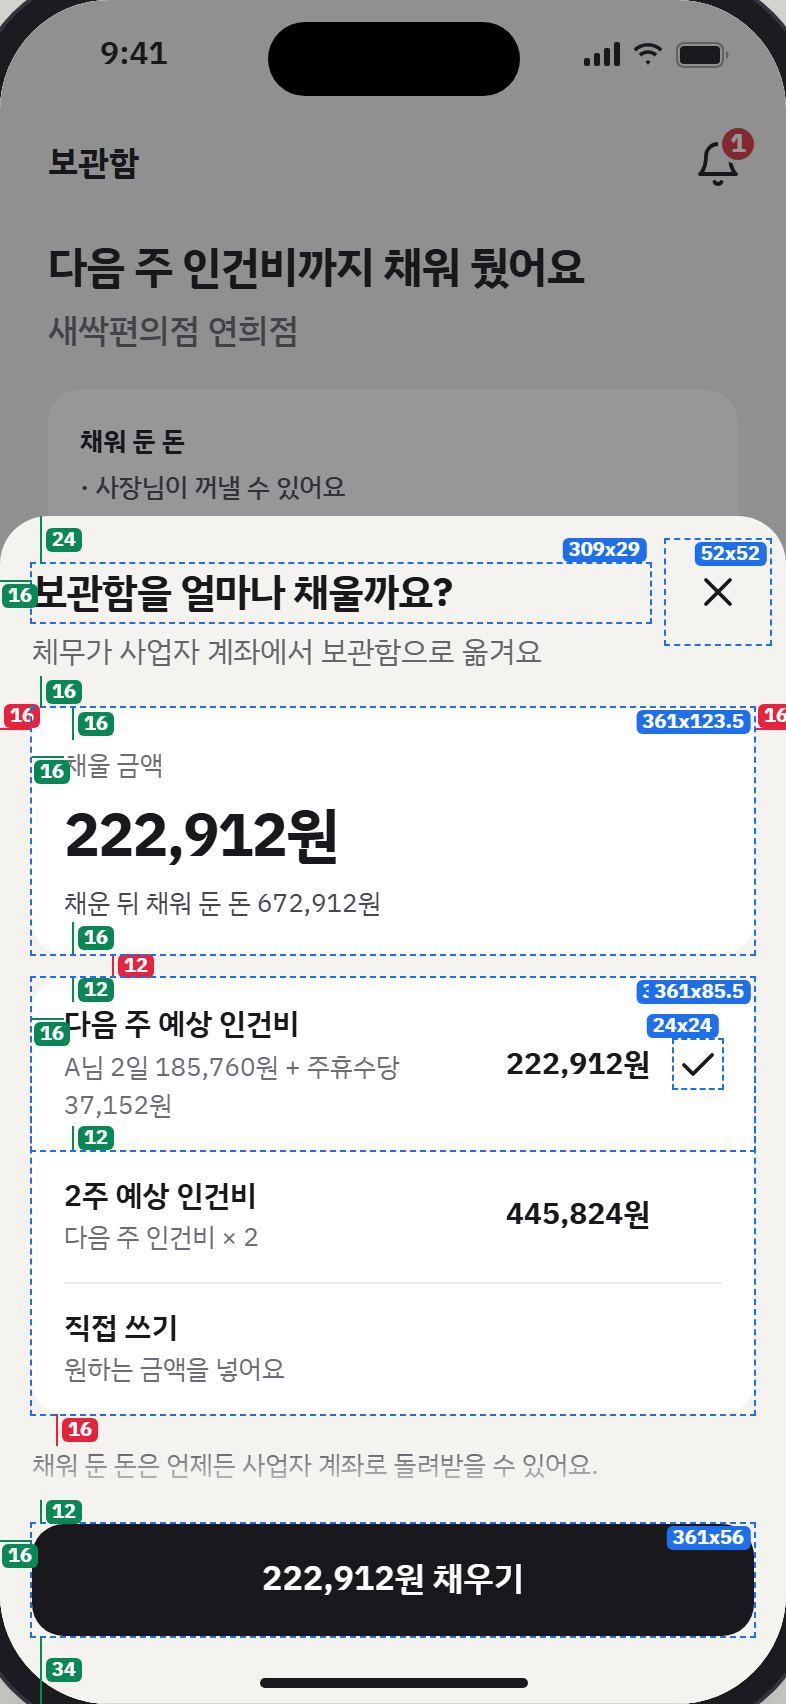 9:41
보관함
1
다음 주 인건비까지 채워 뒀어요
새싹편의점 연희점
채워 둔 돈
· 사장님이 꺼낼 수 있어요
24
309x29
52x52
16
보관함을 얼마나 채울까요?
체무가 사업자 계좌에서 보관함으로 옮겨요
16
16
16
361x123.5
16
16
채울 금액
222,912원
채운 뒤 채워 둔 돈 672,912원
16
12
12
361x85.5
24x24
16
다음 주 예상 인건비
222,912원
A님 2일 185,760원 + 주휴수당
37,152원
12
2주 예상 인건비
445,824원
다음 주 인건비 × 2
직접 쓰기
원하는 금액을 넣어요
16
채워 둔 돈은 언제든 사업자 계좌로 돌려받을 수 있어요.
12
361x56
16
222,912원 채우기
34